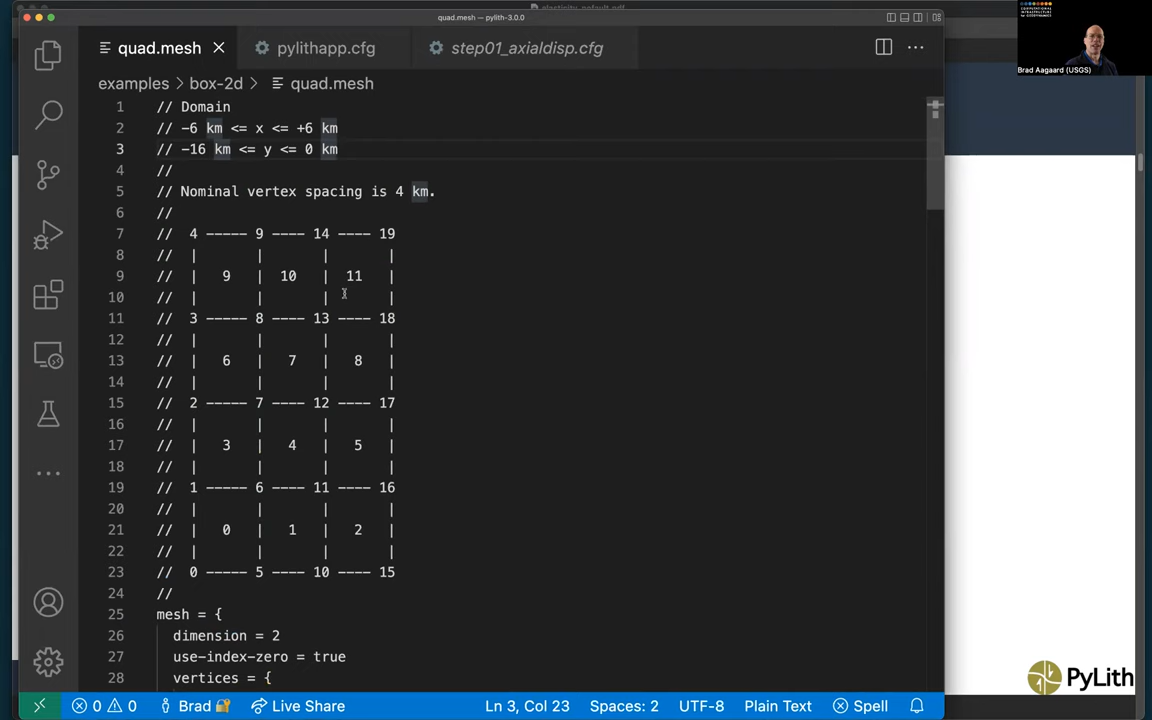 quad.mesh — pylith-3.0.0
quad.mesh
pylithapp.cfg
step01_axialdisp.cfg
Brad Aagaard (USGS)
examples > box-2d > quad.mesh
1 // Domain
2 // -6 km <= x <= +6 km
3 // -16 km <= y <= 0 km
4 //
5 // Nominal vertex spacing is 4 km.
6 //
7 // 4 ----- 9 ---- 14 ---- 19
8 // | | | |
9 // | 9 | 10 | 11 |
10 // | | | |
11 // 3 ----- 8 ---- 13 ---- 18
12 // | | | |
13 // | 6 | 7 | 8 |
14 // | | | |
15 // 2 ----- 7 ---- 12 ---- 17
16 // | | | |
17 // | 3 | 4 | 5 |
18 // | | | |
19 // 1 ----- 6 ---- 11 ---- 16
20 // | | | |
21 // | 0 | 1 | 2 |
22 // | | | |
23 // 0 ----- 5 ---- 10 ---- 15
24 //
25 mesh = {
26 dimension = 2
27 use-index-zero = true
28 vertices = {
PyLith
0 0 Brad Live Share Ln 3, Col 23 Spaces: 2 UTF-8 Plain Text Spell